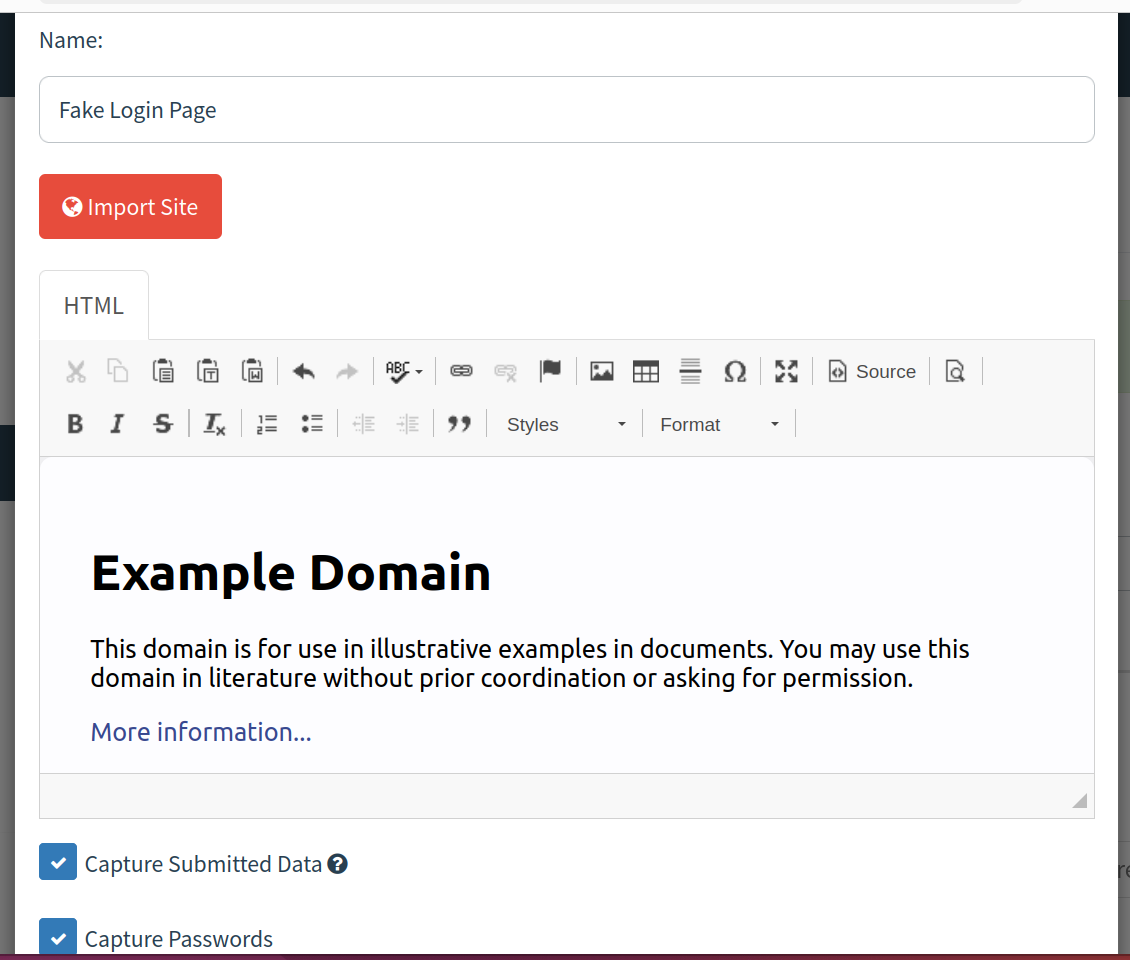 Name:
Fake Login Page
Import Site
HTML
ABC
Source
B I S Tx
Styles
Format
Example Domain
This domain is for use in illustrative examples in documents. You may use this
domain in literature without prior coordination or asking for permission.
More information...
Capture Submitted Data ?
Capture Passwords